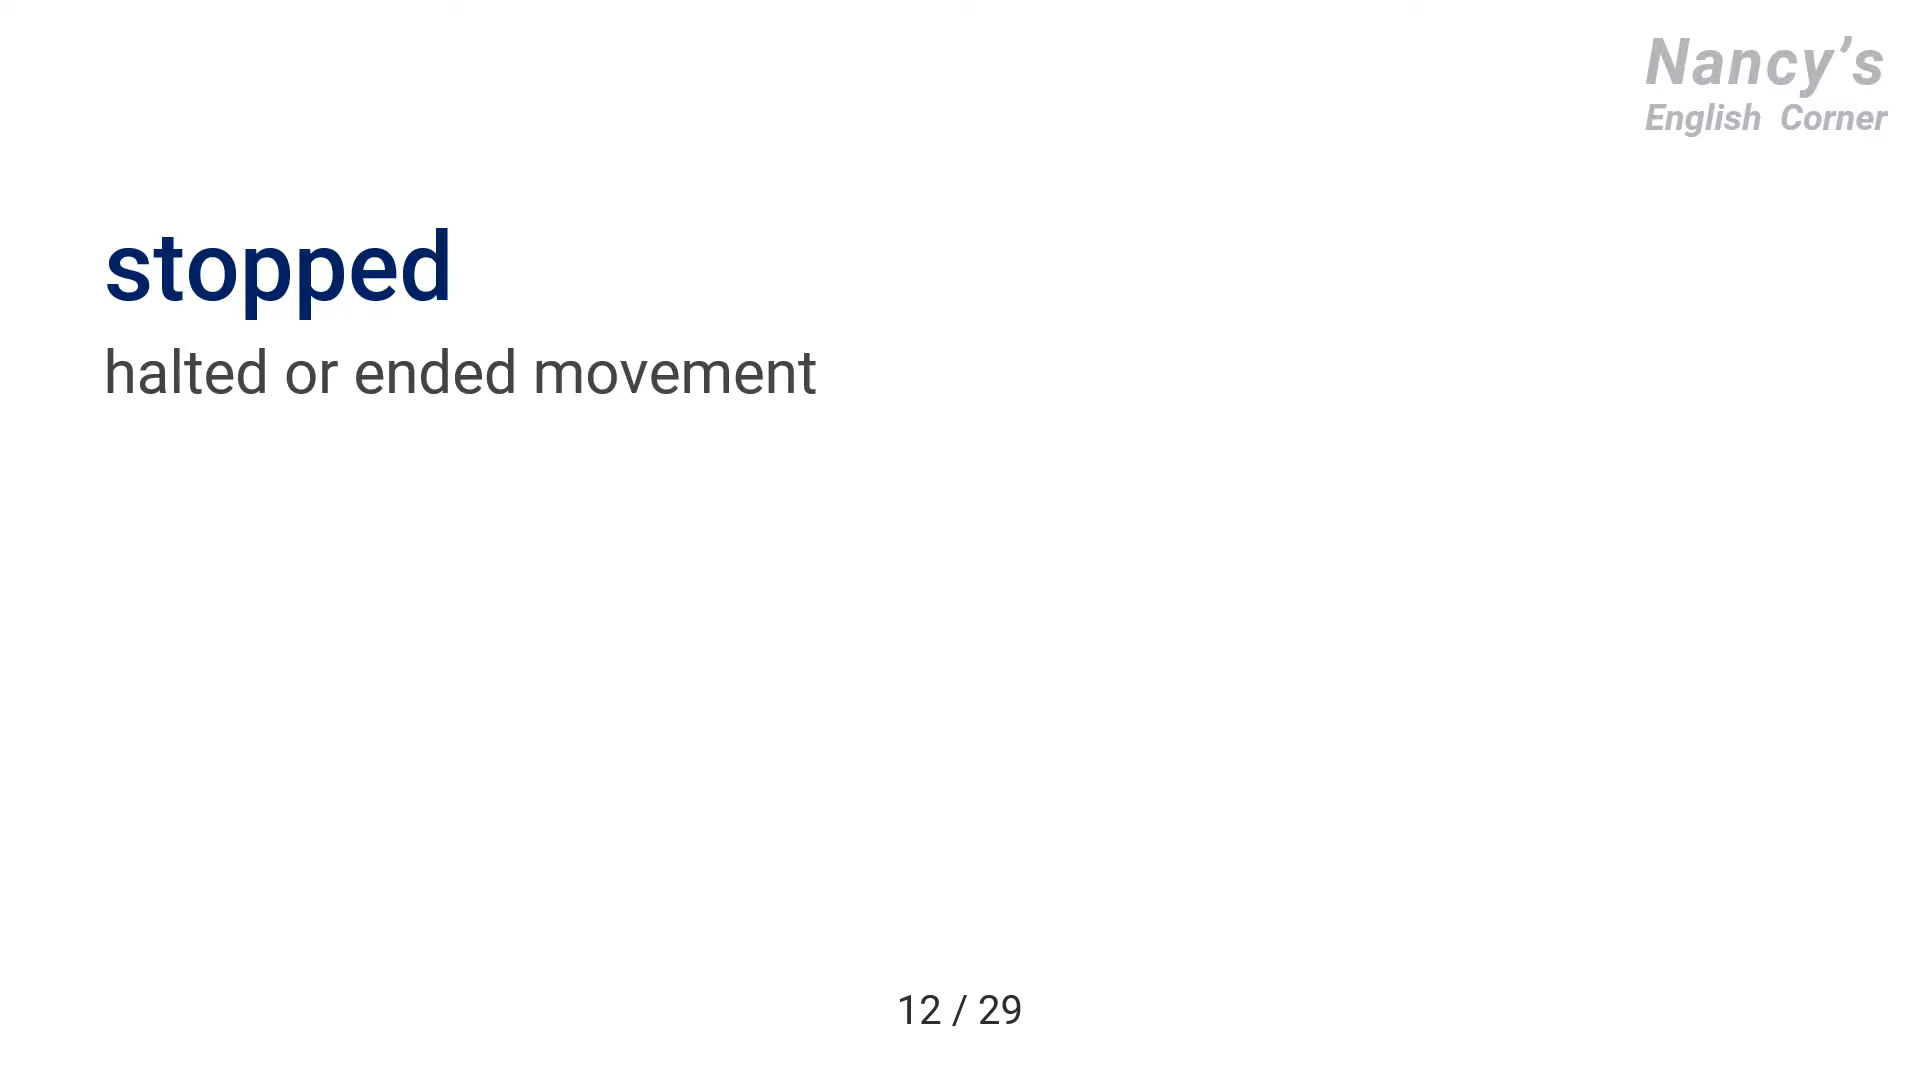 Nancy’s
English Corner
stopped
halted or ended movement
12 / 29